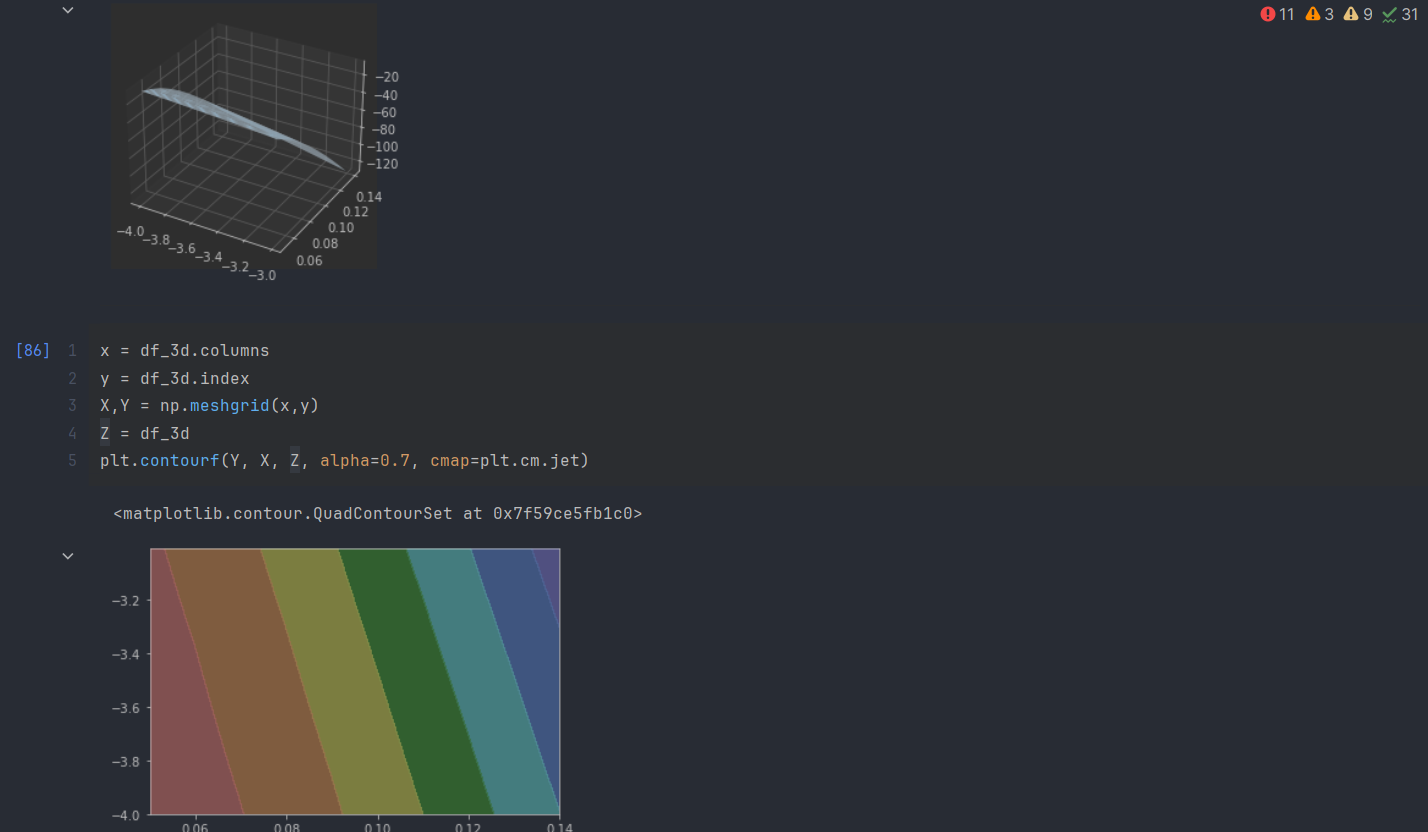 11 3 9 31
−20
−40
−60
−80
−100
−120
0.14
0.12
0.10
0.08
0.06
−4.0
−3.8
−3.6
−3.4
−3.2
−3.0
[86] 1 x = df_3d.columns
2 y = df_3d.index
3 X,Y = np.meshgrid(x,y)
4 Z = df_3d
5 plt.contourf(Y, X, Z, alpha=0.7, cmap=plt.cm.jet)
<matplotlib.contour.QuadContourSet at 0x7f59ce5fb1c0>
−3.2
−3.4
−3.6
−3.8
−4.0
0.06 0.08 0.10 0.12 0.14